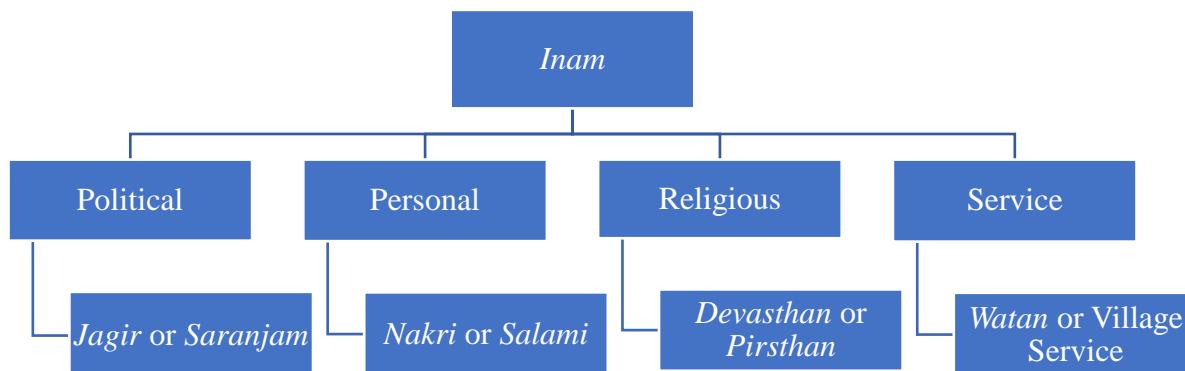 Inam
Political
Personal
Religious
Service
Jagir or Saranjam
Nakri or Salami
Devasthan or
Pirsthan
Watan or Village
Service